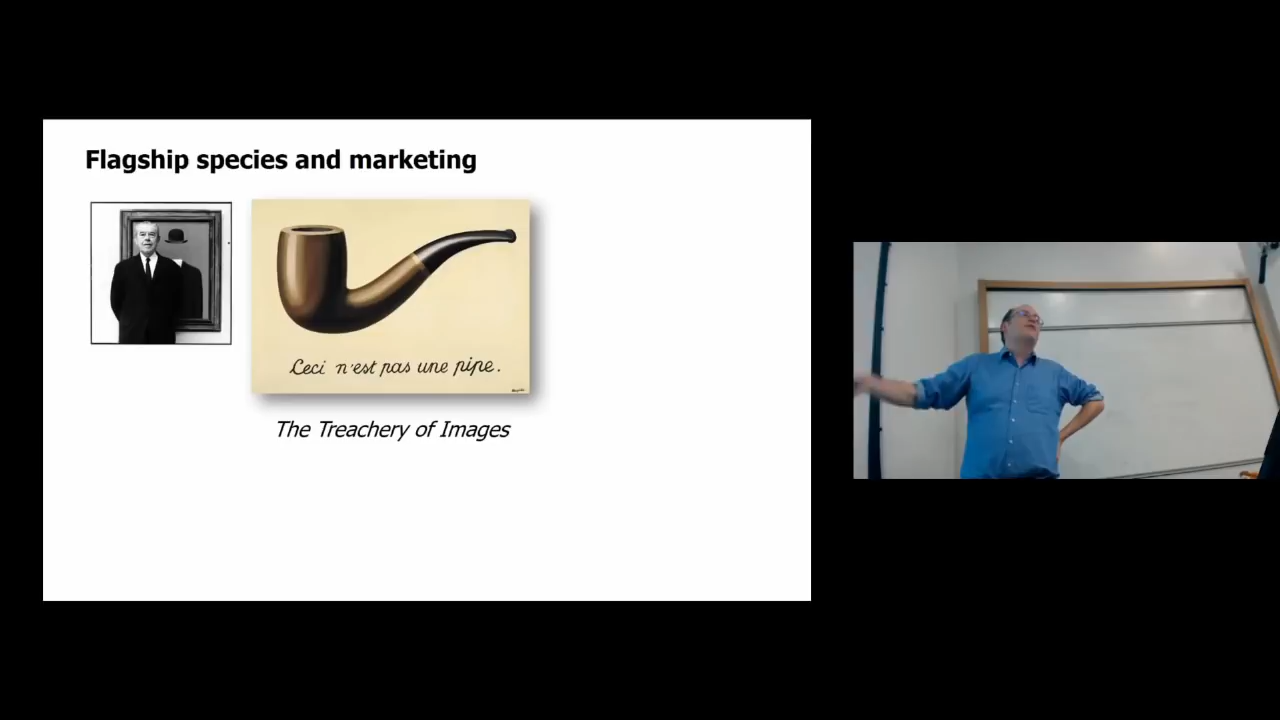 Flagship species and marketing
Ceci n'est pas une pipe.
The Treachery of Images